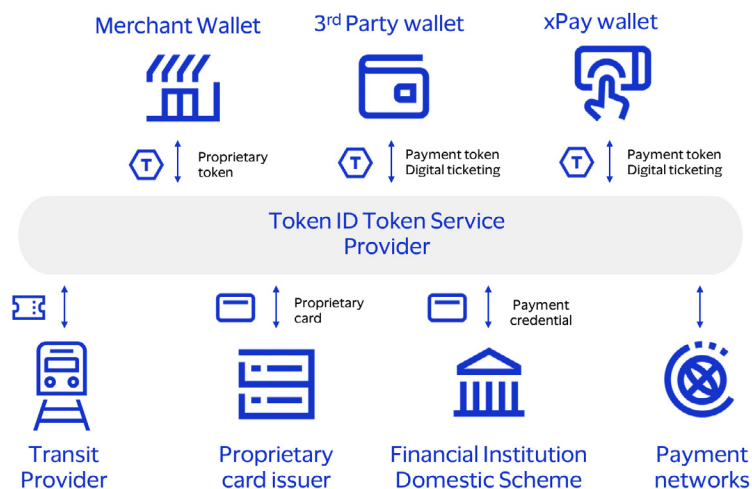 Merchant Wallet
3rd Party wallet
xPay wallet
T
Proprietary
token
T
Payment token
Digital ticketing
T
Payment token
Digital ticketing
Token ID Token Service
Provider
Proprietary
card
Payment
credential
Transit
Provider
Proprietary
card issuer
Financial Institution
Domestic Scheme
Payment
networks